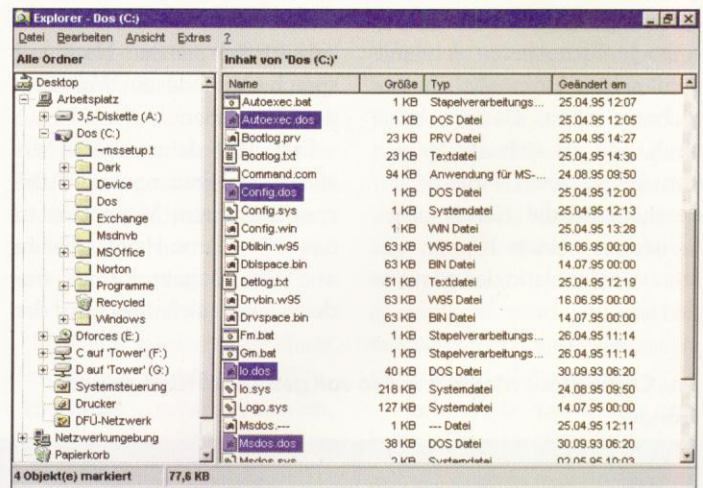 Explorer - Dos (C:)
Datei Bearbeiten Ansicht Extras ?
Alle Ordner
Inhalt von 'Dos (C:)'
Desktop
Arbeitsplatz
3,5-Diskette (A:)
Dos (C:)
~mssetup.t
Dark
Device
Dos
Exchange
Msdnvb
MSOffice
Norton
Programme
Recycled
Windows
Dforces (E:)
C auf 'Tower' (F:)
D auf 'Tower' (G:)
Systemsteuerung
Drucker
DFÜ-Netzwerk
Netzwerkumgebung
Papierkorb
Name Größe Typ Geändert am
Autoexec.bat 1 KB Stapelverarbeitungs... 25.04.95 12:07
Autoexec.dos 1 KB DOS Datei 25.04.95 12:05
Bootlog.prv 23 KB PRV Datei 25.04.95 14:27
Bootlog.txt 23 KB Textdatei 25.04.95 14:30
Command.com 94 KB Anwendung für MS-... 24.08.95 09:50
Config.dos 1 KB DOS Datei 25.04.95 12:00
Config.sys 1 KB Systemdatei 25.04.95 12:13
Config.win 1 KB WIN Datei 25.04.95 13:28
Dblbin.w95 63 KB W95 Datei 16.06.95 00:00
Dblspace.bin 63 KB BIN Datei 14.07.95 00:00
Detlog.txt 51 KB Textdatei 25.04.95 12:19
Drvbin.w95 63 KB W95 Datei 16.06.95 00:00
Drvspace.bin 63 KB BIN Datei 14.07.95 00:00
Fm.bat 1 KB Stapelverarbeitungs... 26.04.95 11:14
Gm.bat 1 KB Stapelverarbeitungs... 26.04.95 11:14
Io.dos 40 KB DOS Datei 30.09.93 06:20
Io.sys 218 KB Systemdatei 24.08.95 09:50
Logo.sys 127 KB Systemdatei 14.07.95 00:00
Msdos.--- 1 KB --- Datei 25.04.95 12:11
Msdos.dos 38 KB DOS Datei 30.09.93 06:20
Msdos.sys 2 KB Systemdatei 02.05.95 10:03
4 Objekt(e) markiert 77,6 KB